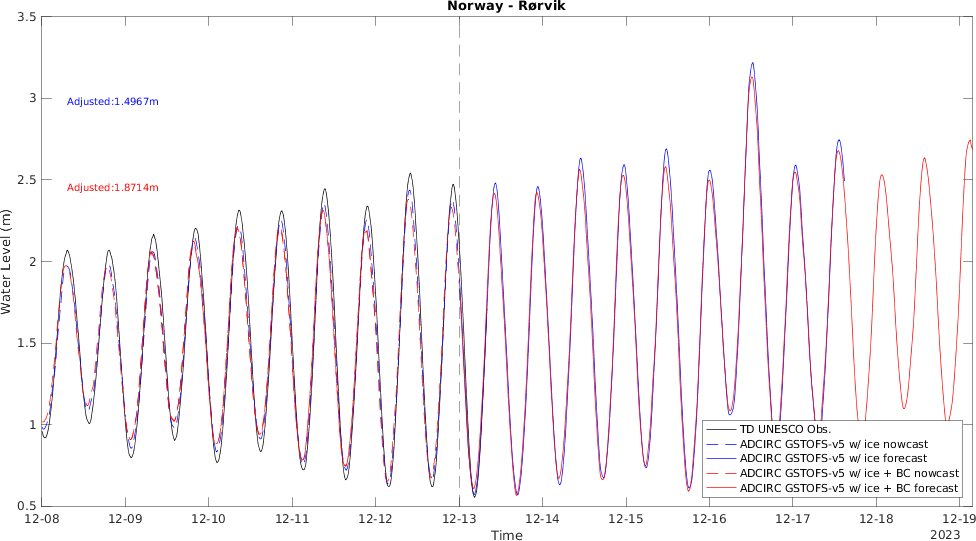 Norway - Rørvik
3.5
3
2.5
2
1.5
1
0.5
Water Level (m)
Adjusted:1.4967m
Adjusted:1.8714m
TD UNESCO Obs.
ADCIRC GSTOFS-v5 w/ ice nowcast
ADCIRC GSTOFS-v5 w/ ice forecast
ADCIRC GSTOFS-v5 w/ ice + BC nowcast
ADCIRC GSTOFS-v5 w/ ice + BC forecast
12-08 12-09 12-10 12-11 12-12 12-13 12-14 12-15 12-16 12-17 12-18 12-19
Time
2023